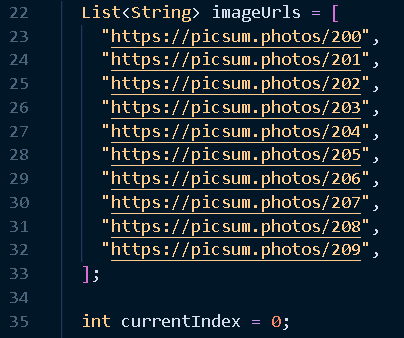 22 List<String> imageUrls = [
23 "https://picsum.photos/200",
24 "https://picsum.photos/201",
25 "https://picsum.photos/202",
26 "https://picsum.photos/203",
27 "https://picsum.photos/204",
28 "https://picsum.photos/205",
29 "https://picsum.photos/206",
30 "https://picsum.photos/207",
31 "https://picsum.photos/208",
32 "https://picsum.photos/209",
33 ];
34
35 int currentIndex = 0;